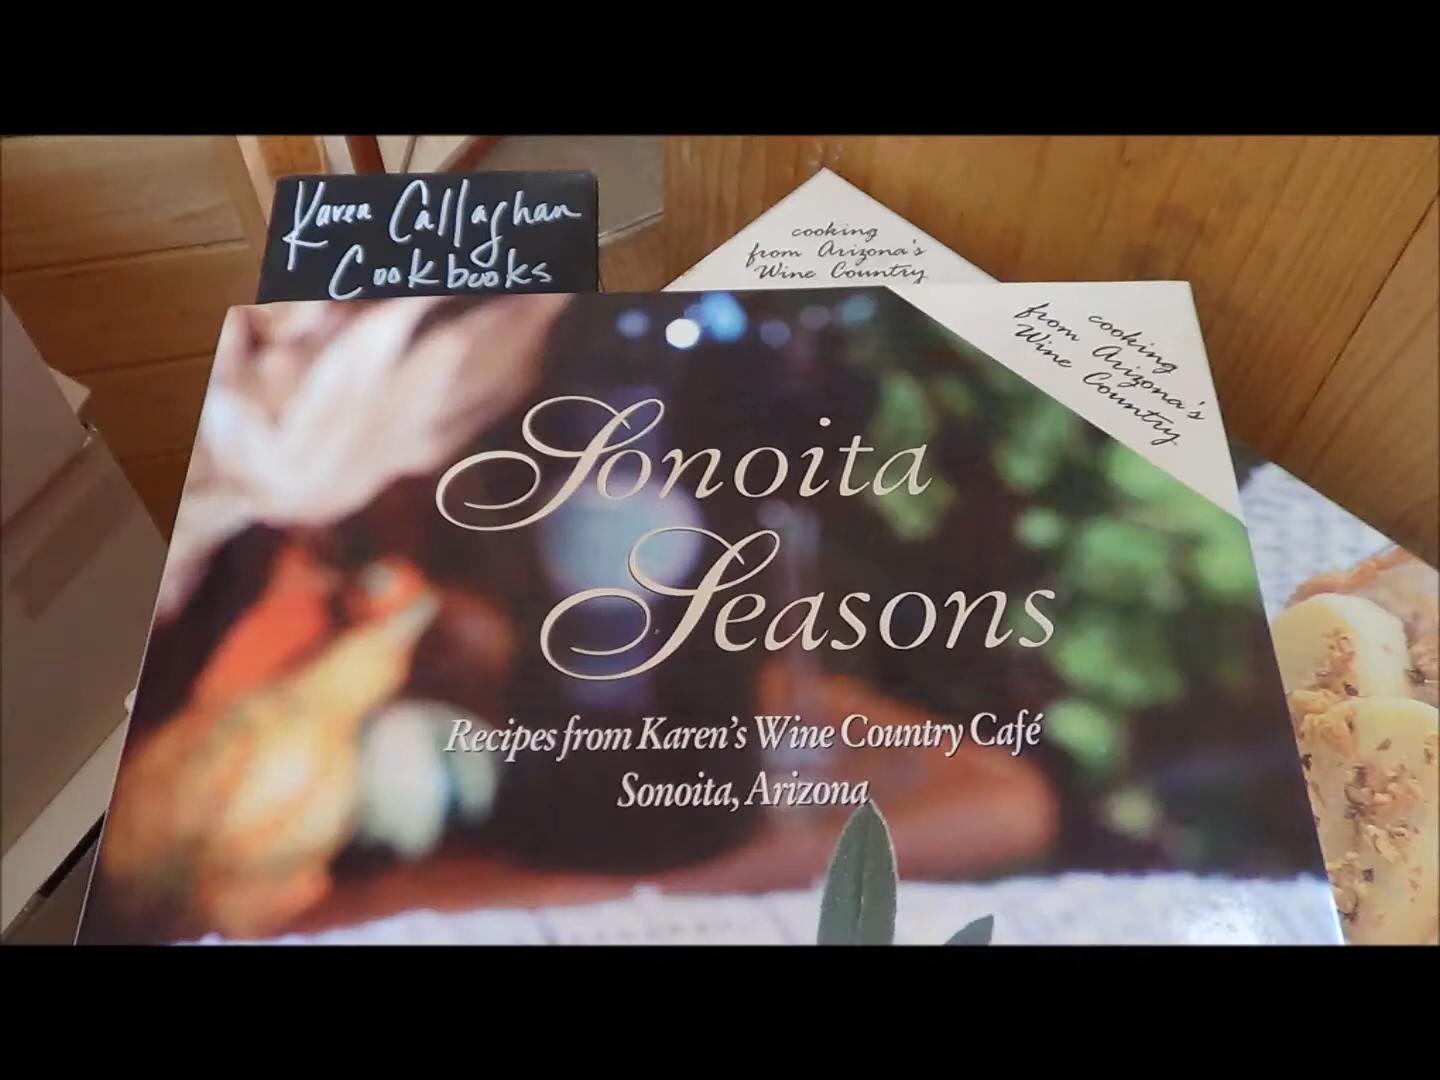 Karen Callaghan
Cookbooks
cooking
from Arizona's
Wine Country
cooking
from Arizona's
Wine Country
Sonoita
Seasons
Recipes from Karen's Wine Country Café
Sonoita, Arizona